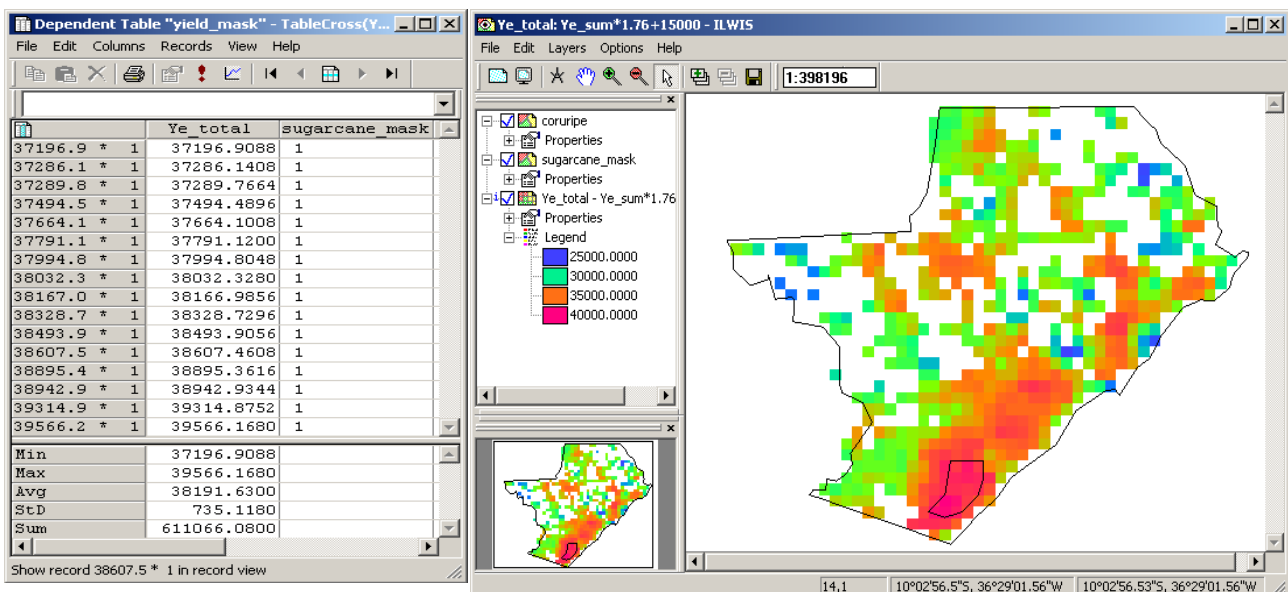 Dependent Table "yield_mask" - TableCross(Y...
File Edit Columns Records View Help
Ye_total sugarcane_mask
37196.9 * 1 37196.9088 1
37286.1 * 1 37286.1408 1
37289.8 * 1 37289.7664 1
37494.5 * 1 37494.4896 1
37664.1 * 1 37664.1008 1
37791.1 * 1 37791.1200 1
37994.8 * 1 37994.8048 1
38032.3 * 1 38032.3280 1
38167.0 * 1 38166.9856 1
38328.7 * 1 38328.7296 1
38493.9 * 1 38493.9056 1
38607.5 * 1 38607.4608 1
38895.4 * 1 38895.3616 1
38942.9 * 1 38942.9344 1
39314.9 * 1 39314.8752 1
39566.2 * 1 39566.1680 1
Min 37196.9088
Max 39566.1680
Avg 38191.6300
StD 735.1180
Sum 611066.0800
Show record 38607.5 * 1 in record view
Ye_total: Ye_sum*1.76+15000 - ILWIS
File Edit Layers Options Help
1:398196
coruripe
Properties
sugarcane_mask
Properties
Ye_total - Ye_sum*1.76
Properties
Legend
25000.0000
30000.0000
35000.0000
40000.0000
14,1 10°02'56.5"S, 36°29'01.56"W 10°02'56.53"S, 36°29'01.56"W